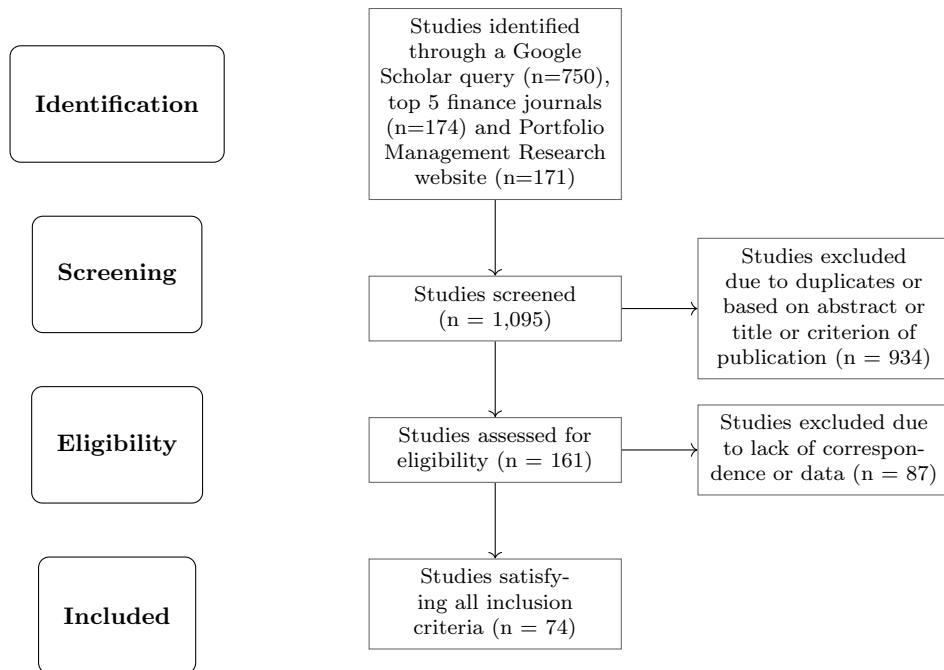 Identification
Studies identified
through a Google
Scholar query (n=750),
top 5 finance journals
(n=174) and Portfolio
Management Research
website (n=171)
Screening
Studies screened
(n = 1,095)
Studies excluded
due to duplicates or
based on abstract or
title or criterion of
publication (n = 934)
Eligibility
Studies assessed for
eligibility (n = 161)
Studies excluded due
to lack of correspon-
dence or data (n = 87)
Included
Studies satisfy-
ing all inclusion
criteria (n = 74)